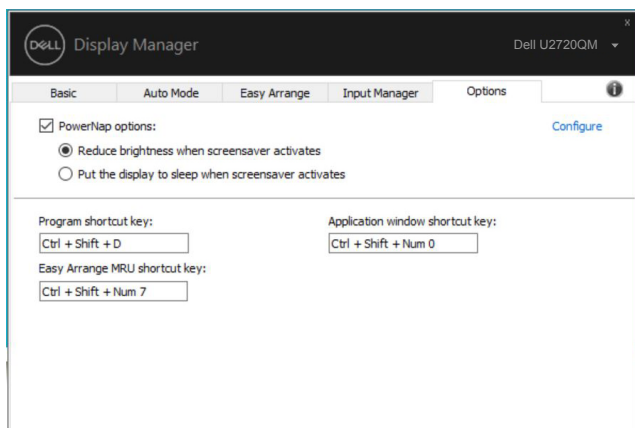 x
DELL Display Manager Dell U2720QM
Basic Auto Mode Easy Arrange Input Manager Options i
PowerNap options: Configure
Reduce brightness when screensaver activates
Put the display to sleep when screensaver activates
Program shortcut key: Application window shortcut key:
Ctrl + Shift + D Ctrl + Shift + Num 0
Easy Arrange MRU shortcut key:
Ctrl + Shift + Num 7